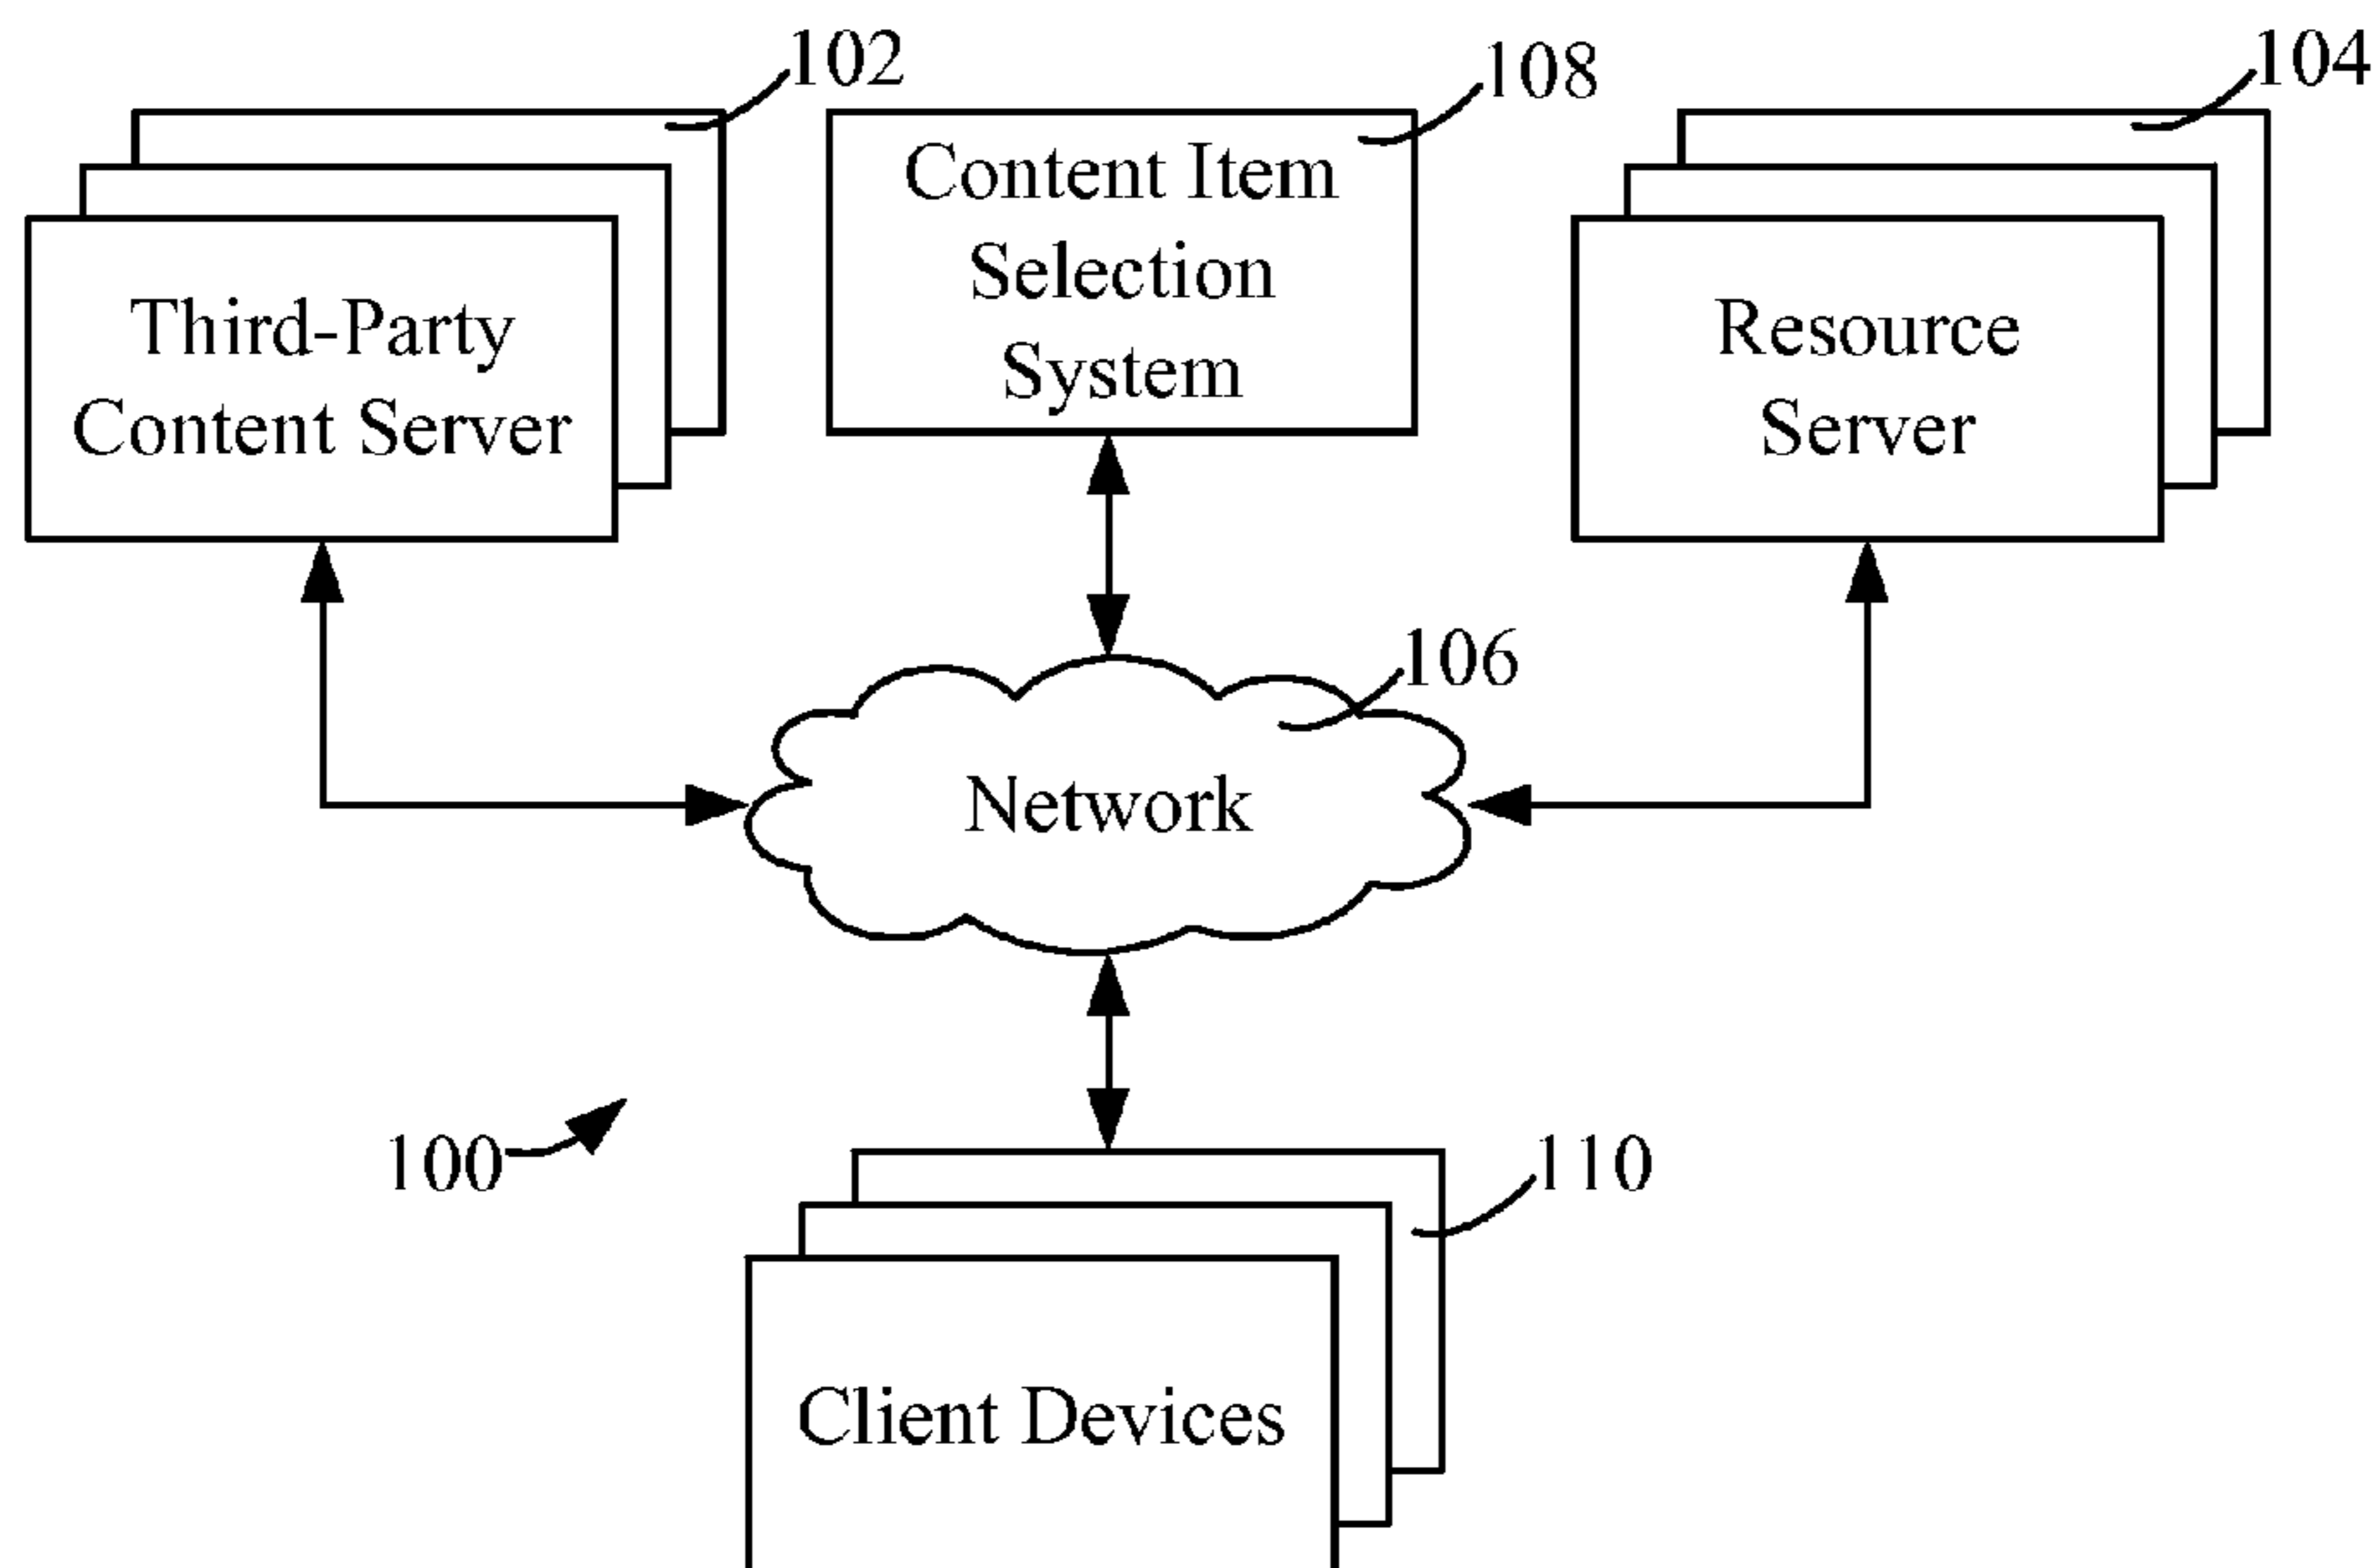 102
108
104
Third-Party
Content Server
Content Item
Selection
System
Resource
Server
106
Network
100
110
Client Devices